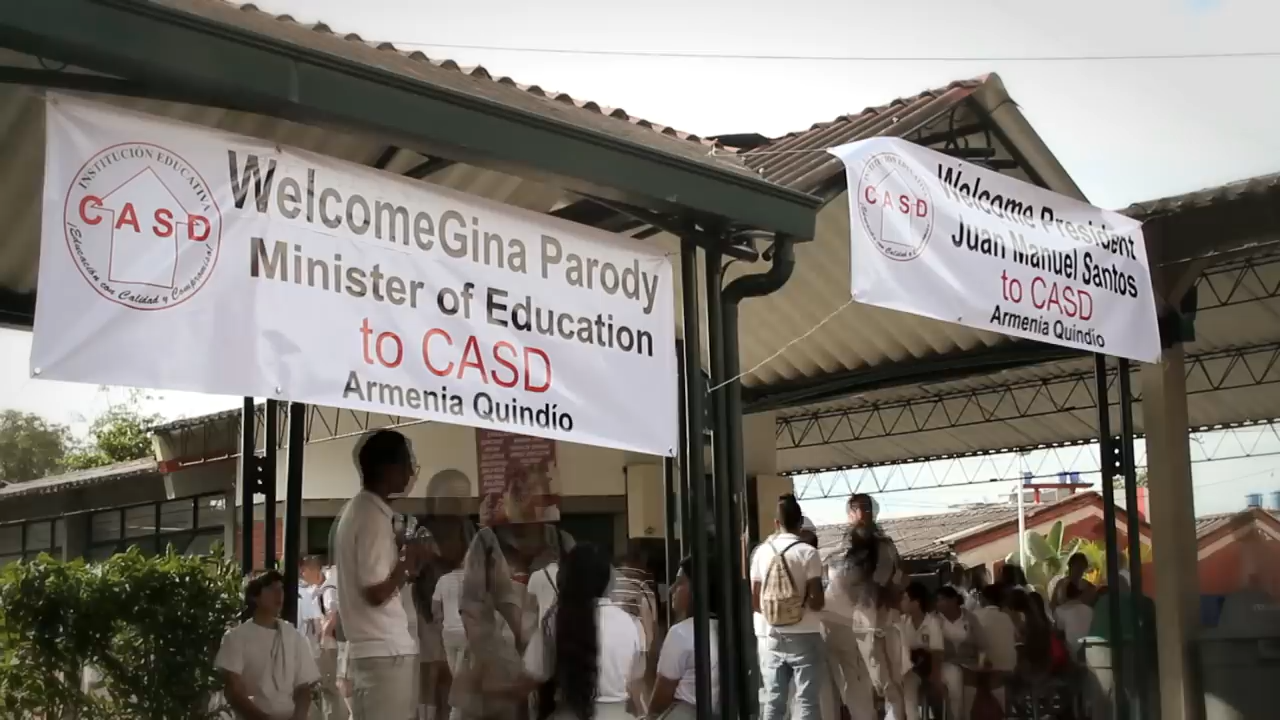 INSTITUCIÓN EDUCATIVA
CASD
Educación con Calidad y Compromiso!
WelcomeGina Parody
Minister of Education
to CASD
Armenia Quindío
CASD
Welcome President
Juan Manuel Santos
to CASD
Armenia Quindío